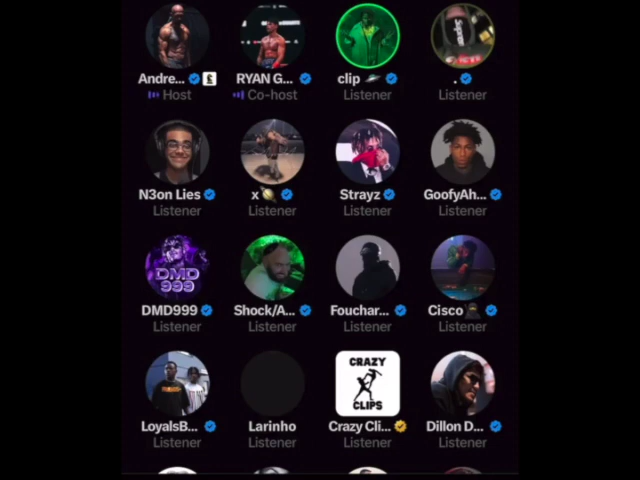 Andre...
RYAN G...
clip
.
Host
Co-host
Listener
Listener
N3on Lies
x
Strayz
GoofyAh...
Listener
Listener
Listener
Listener
DMD
999
DMD999
Shock/A...
Fouchar...
Cisco
Listener
Listener
Listener
Listener
CRAZY
CLIPS
LoyalsB...
Larinho
Crazy Cli...
Dillon D...
Listener
Listener
Listener
Listener